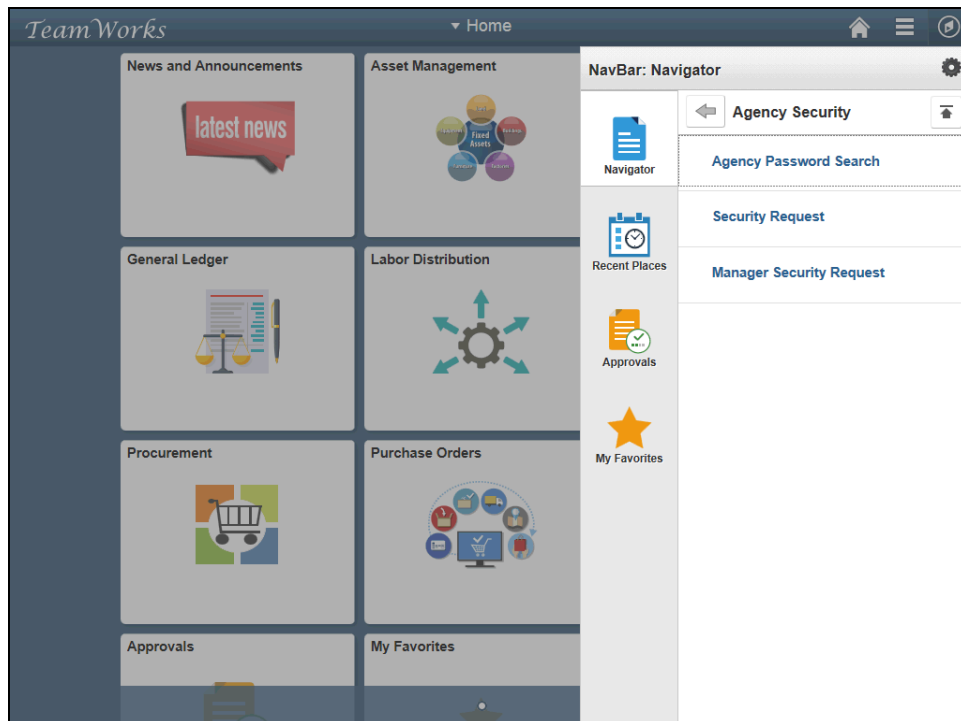 TeamWorks
Home
NavBar: Navigator
News and Announcements
latest news
Asset Management
Fixed
Assets
General Ledger
Labor Distribution
Procurement
Purchase Orders
Approvals
My Favorites
Navigator
Recent Places
Approvals
My Favorites
Agency Security
Agency Password Search
Security Request
Manager Security Request